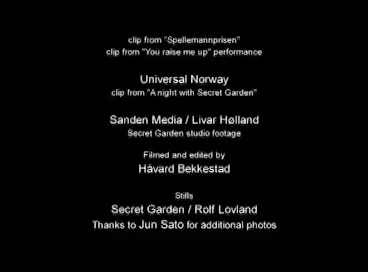 clip from "Spellemannprisen"
clip from "You raise me up" performance
Universal Norway
clip from "A night with Secret Garden"
Sanden Media / Livar Hølland
Secret Garden studio footage
Filmed and edited by
Håvard Bekkestad
Stills
Secret Garden / Rolf Lovland
Thanks to Jun Sato for additional photos